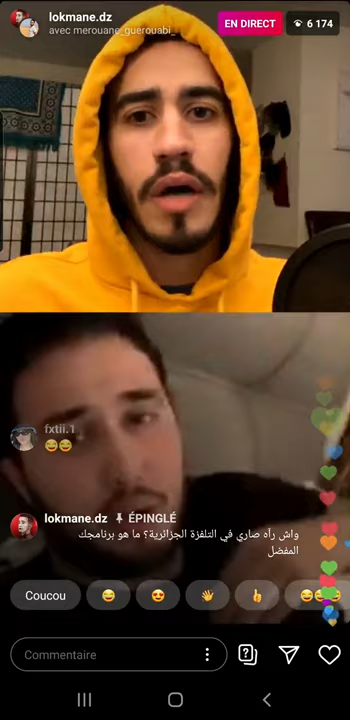 lokmane.dz
avec merouane_guerouabi_
EN DIRECT
6 174
fxtii.1
😂😂
lokmane.dz ÉPINGLÉ
واش رآه صاري في التلفزة الجزائرية؟ ما هو برنامجك
المفضل
Coucou 😂 😍 👋 👍 😂😂😂
Commentaire